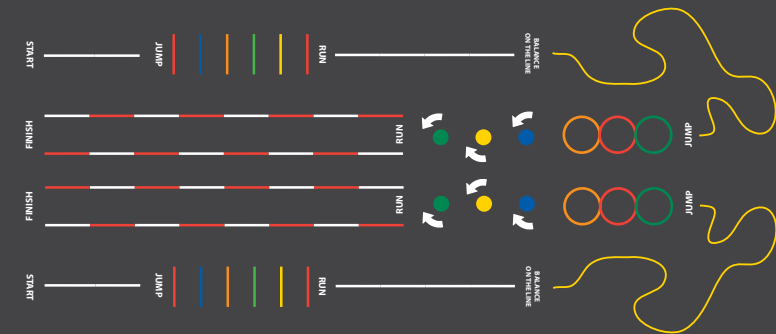 START
JUMP
RUN
BALANCE
ON THE LINE
FINISH
RUN
JUMP
FINISH
RUN
JUMP
START
JUMP
RUN
BALANCE
ON THE LINE